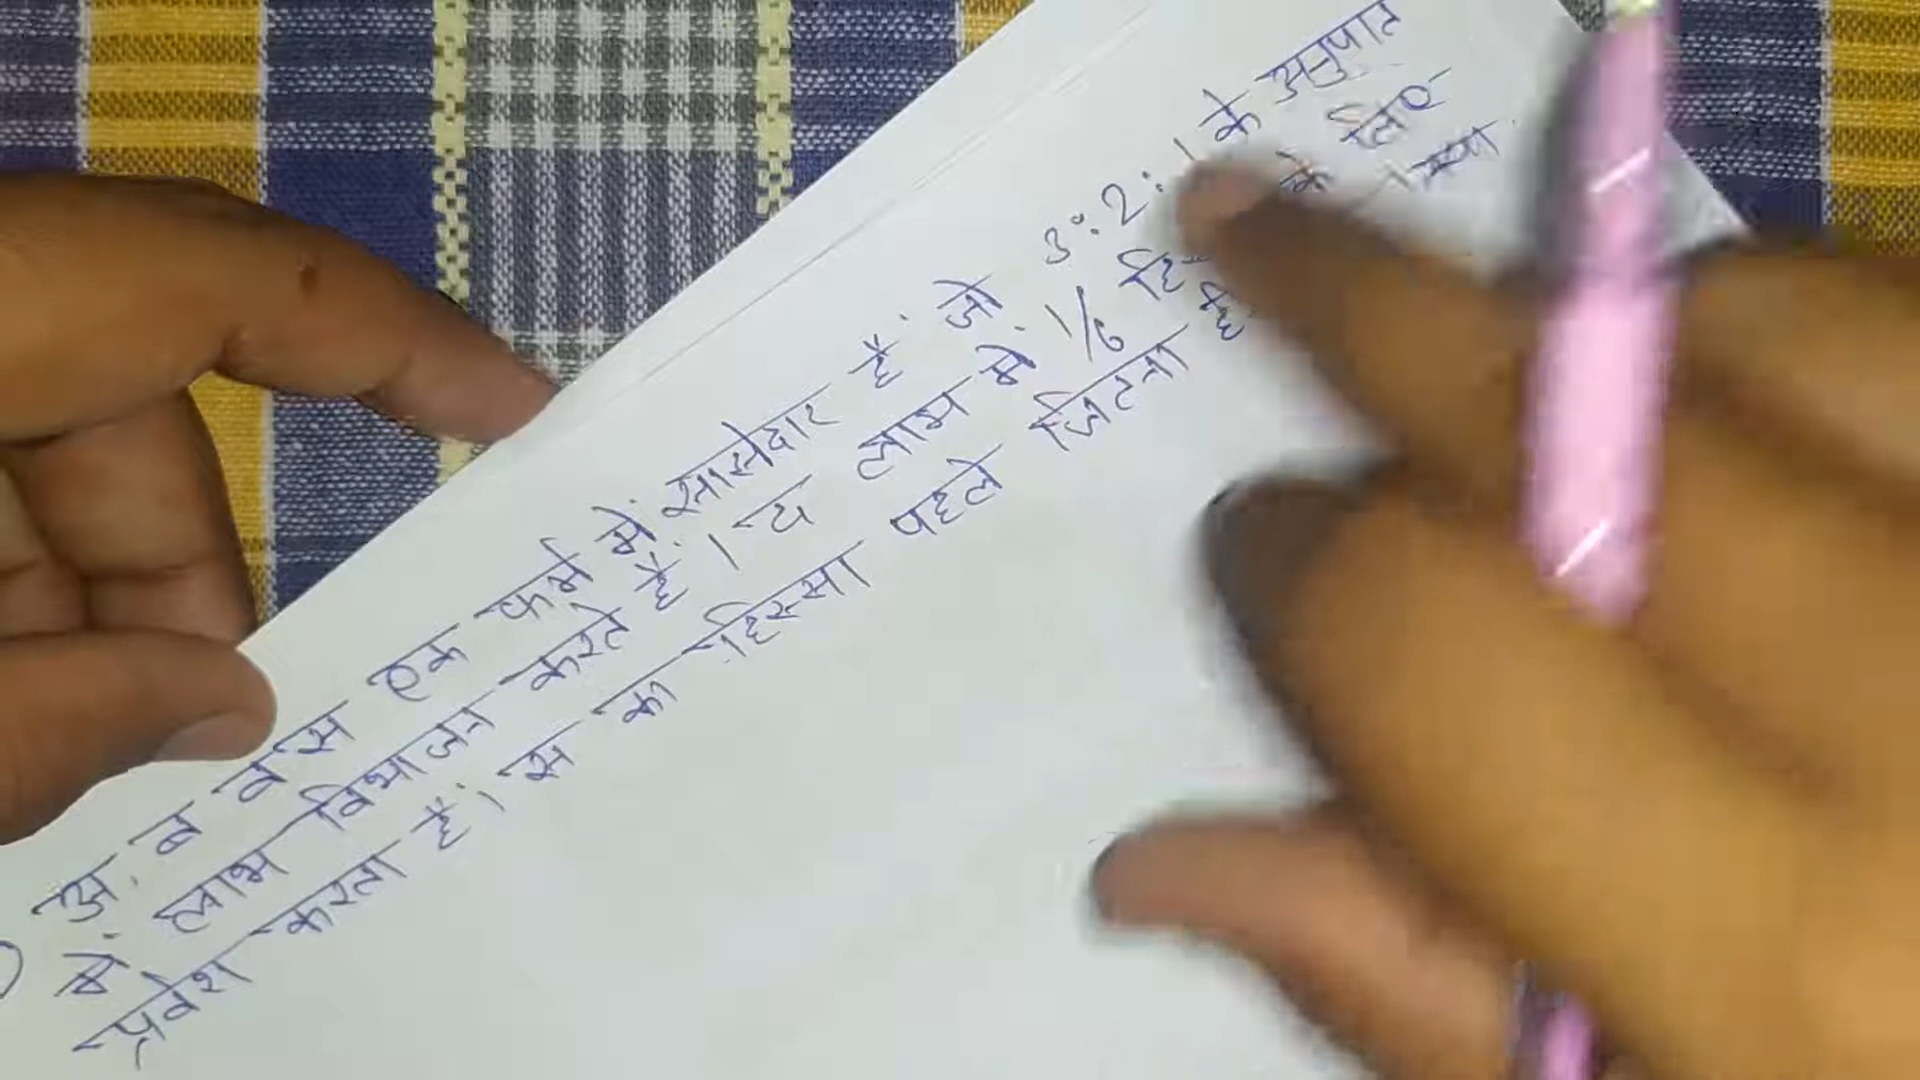 अ. ब व स एक फर्म में साझेदार हैं जो 3:2:1 के अनुपात
में लाभ विभाजन करते हैं। द लाभ में 1/6 के लिए
प्रवेश करता है। स का हिस्सा पहले जितना